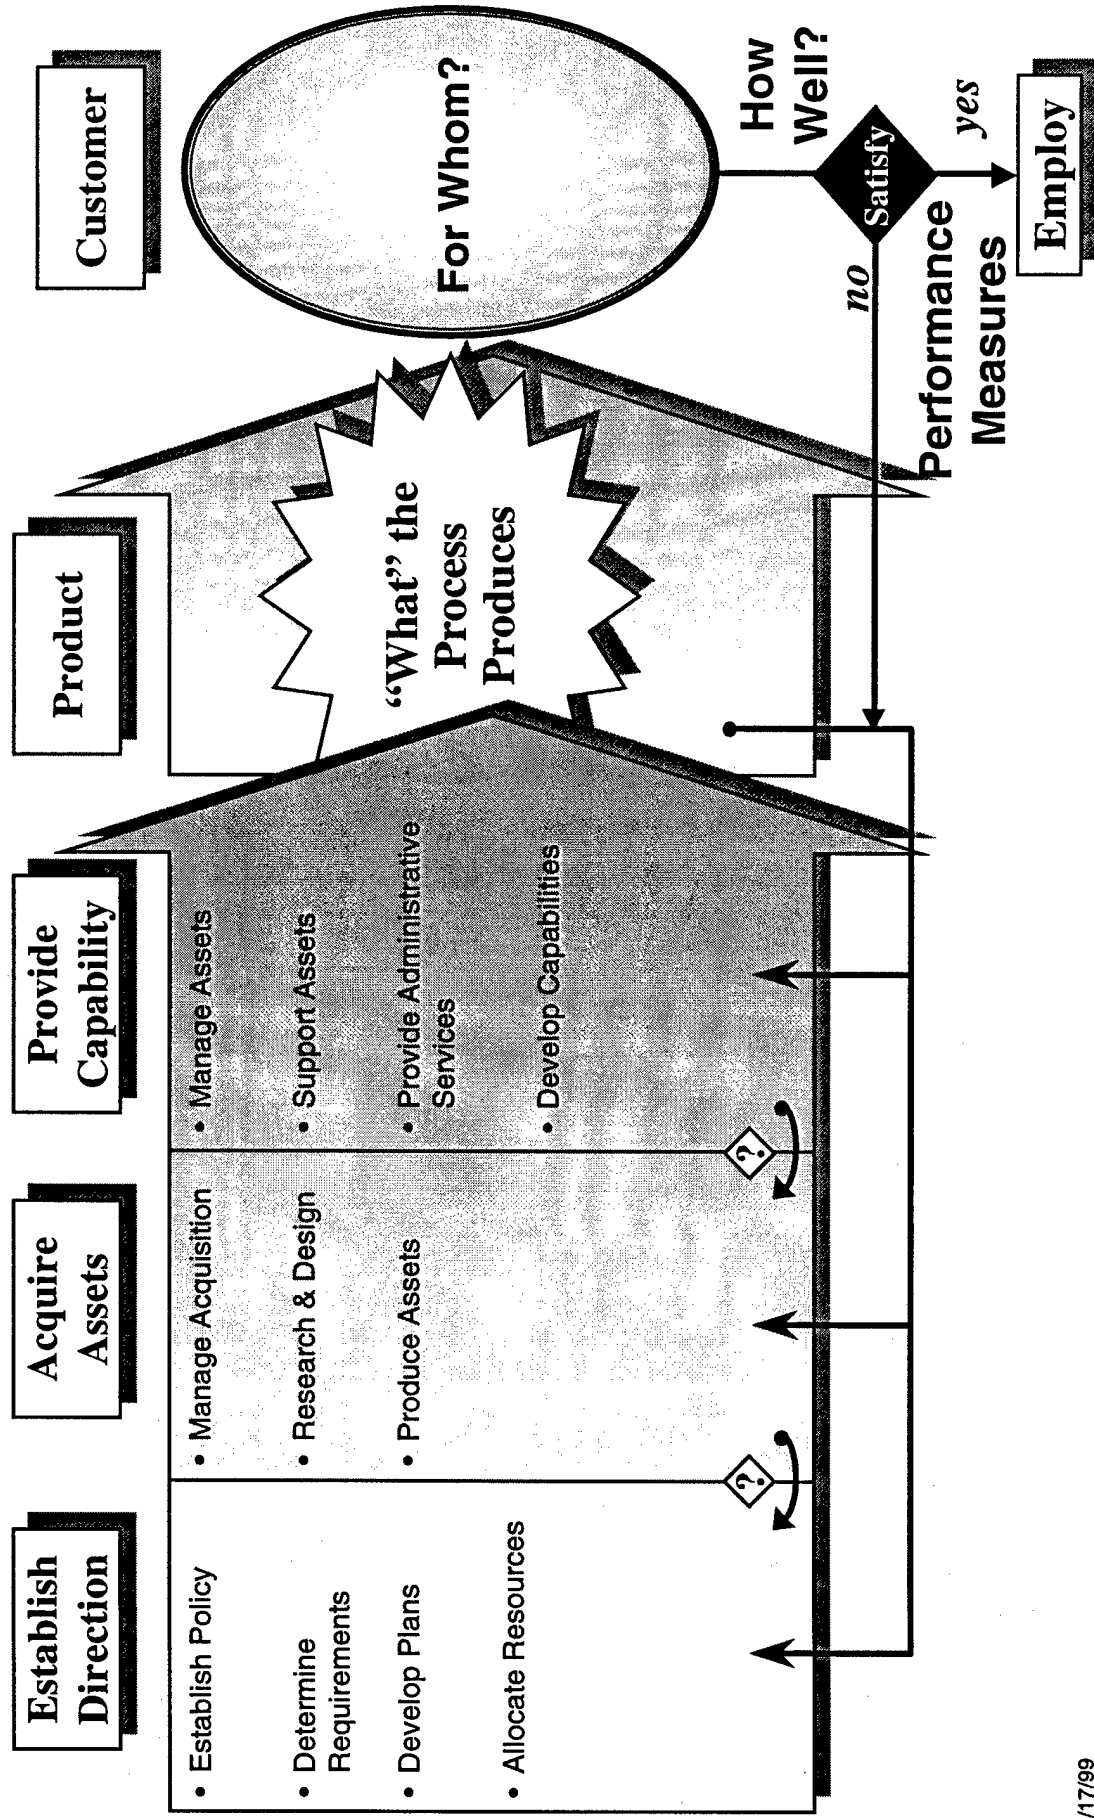 Establish
Direction
Acquire
Assets
Provide
Capability
Product
Customer
• Establish Policy
• Determine
Requirements
• Develop Plans
• Allocate Resources
• Manage Acquisition
• Research & Design
• Produce Assets
• Manage Assets
• Support Assets
• Provide Administrative
Services
• Develop Capabilities
?
?
“What” the
Process
Produces
For Whom?
How
Well?
Satisfy
no
yes
Performance
Measures
Employ
/17/99